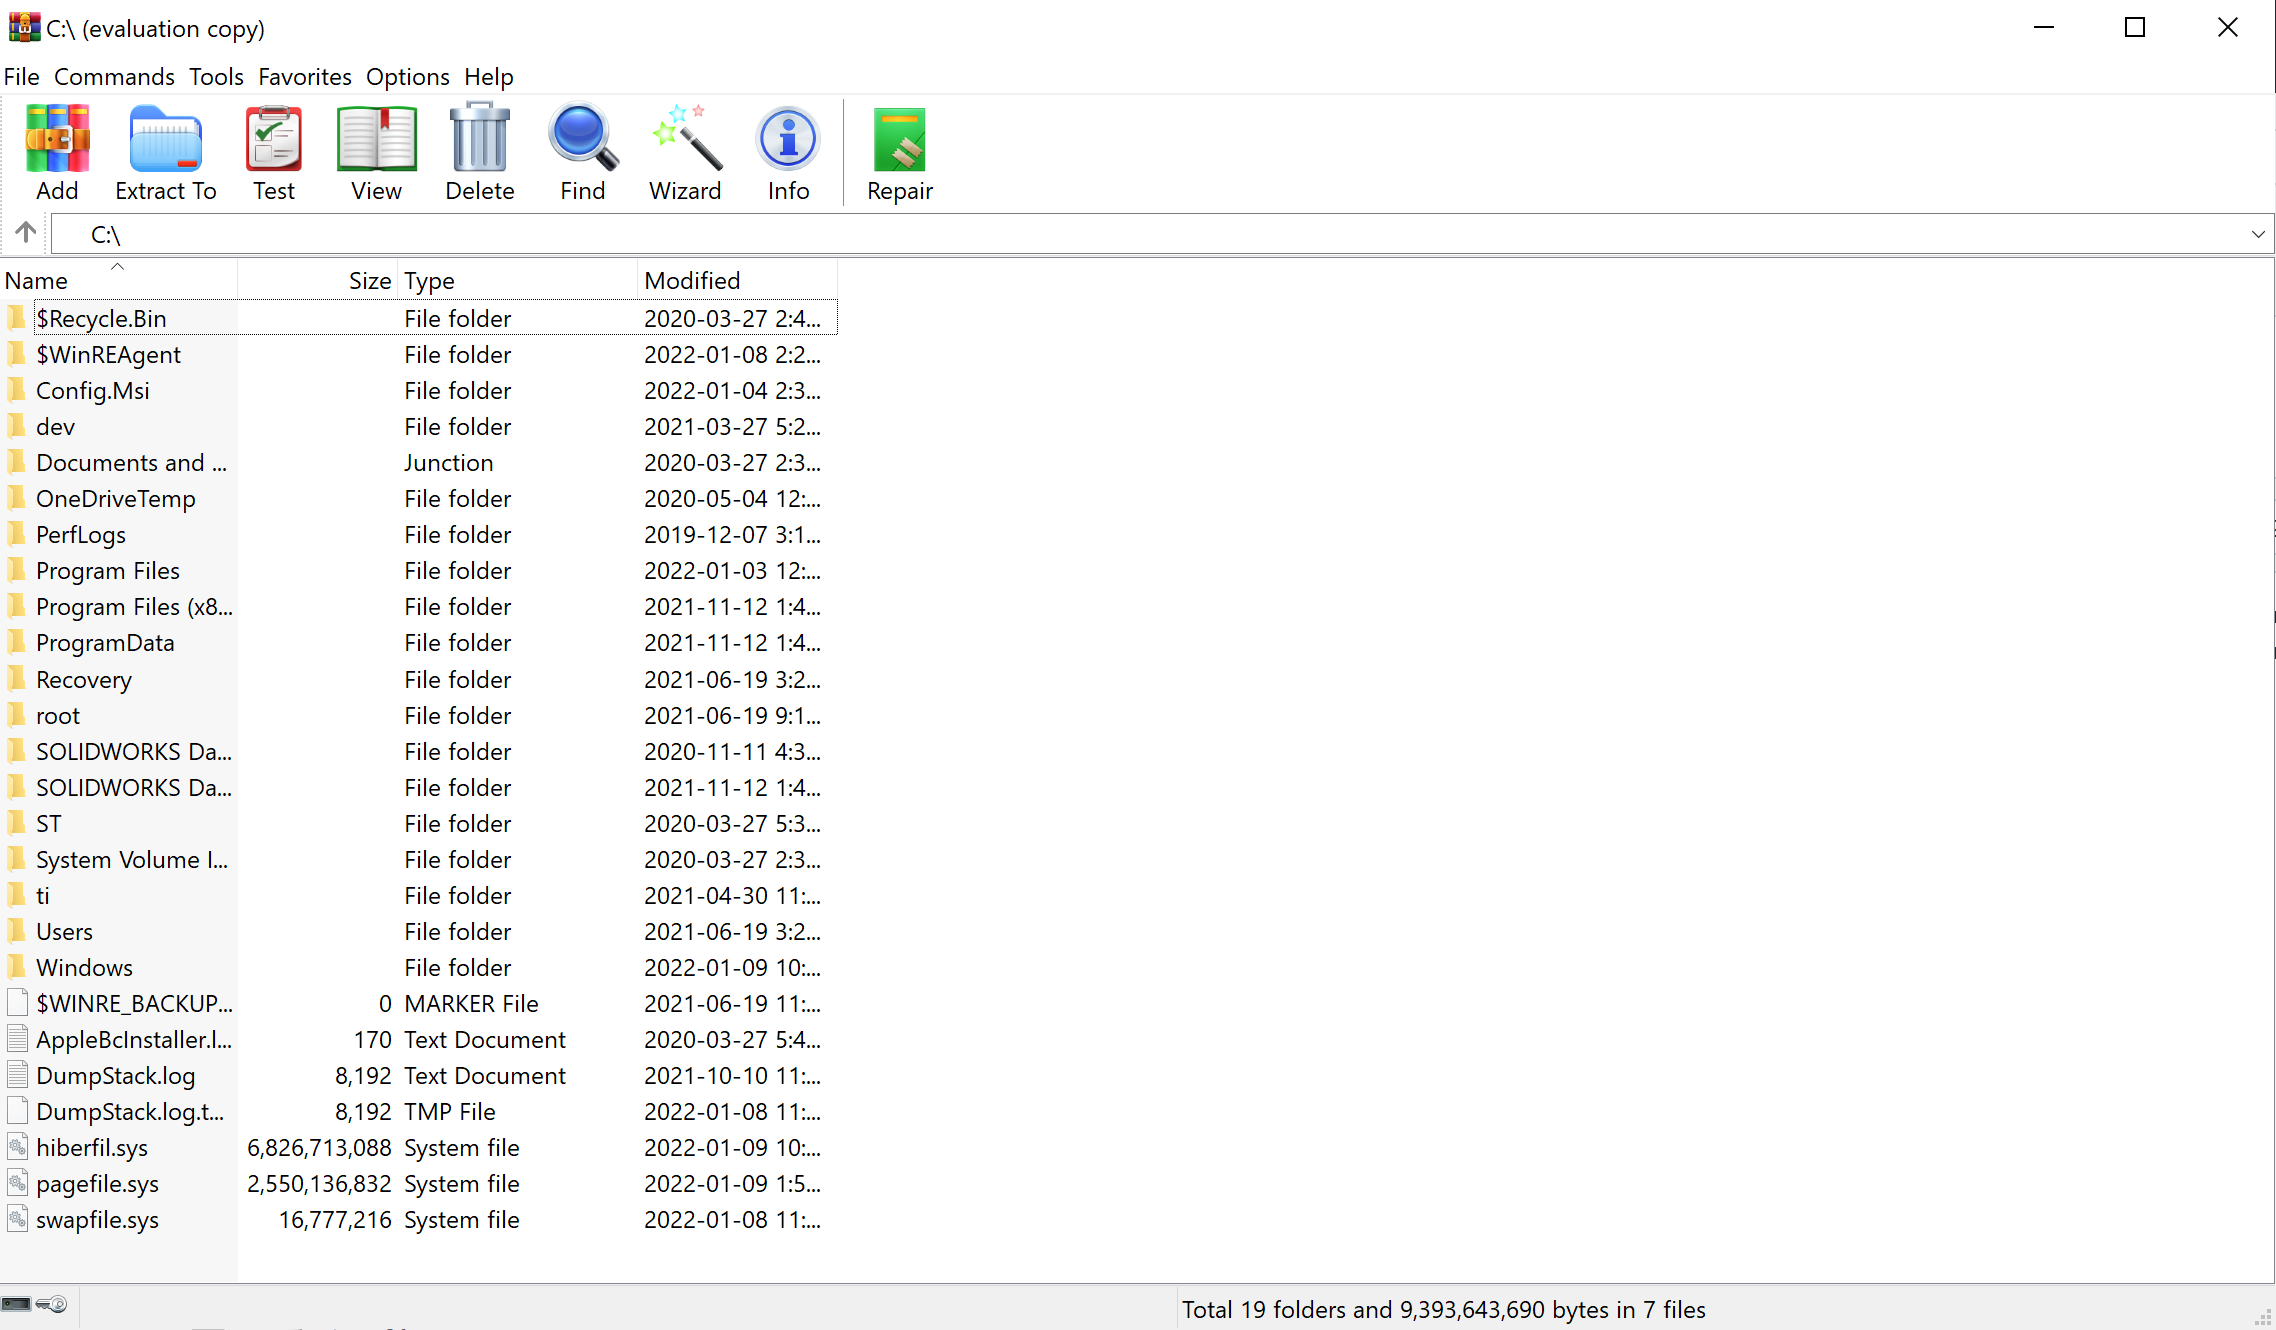 C:\ (evaluation copy)
File Commands Tools Favorites Options Help
Add Extract To Test View Delete Find Wizard Info Repair
C:\
Name Size Type Modified
$Recycle.Bin File folder 2020-03-27 2:4...
$WinREAgent File folder 2022-01-08 2:2...
Config.Msi File folder 2022-01-04 2:3...
dev File folder 2021-03-27 5:2...
Documents and ... Junction 2020-03-27 2:3...
OneDriveTemp File folder 2020-05-04 12:...
PerfLogs File folder 2019-12-07 3:1...
Program Files File folder 2022-01-03 12:...
Program Files (x8... File folder 2021-11-12 1:4...
ProgramData File folder 2021-11-12 1:4...
Recovery File folder 2021-06-19 3:2...
root File folder 2021-06-19 9:1...
SOLIDWORKS Da... File folder 2020-11-11 4:3...
SOLIDWORKS Da... File folder 2021-11-12 1:4...
ST File folder 2020-03-27 5:3...
System Volume I... File folder 2020-03-27 2:3...
ti File folder 2021-04-30 11:...
Users File folder 2021-06-19 3:2...
Windows File folder 2022-01-09 10:...
$WINRE_BACKUP... 0 MARKER File 2021-06-19 11:...
AppleBcInstaller.l... 170 Text Document 2020-03-27 5:4...
DumpStack.log 8,192 Text Document 2021-10-10 11:...
DumpStack.log.t... 8,192 TMP File 2022-01-08 11:...
hiberfil.sys 6,826,713,088 System file 2022-01-09 10:...
pagefile.sys 2,550,136,832 System file 2022-01-09 1:5...
swapfile.sys 16,777,216 System file 2022-01-08 11:...
Total 19 folders and 9,393,643,690 bytes in 7 files